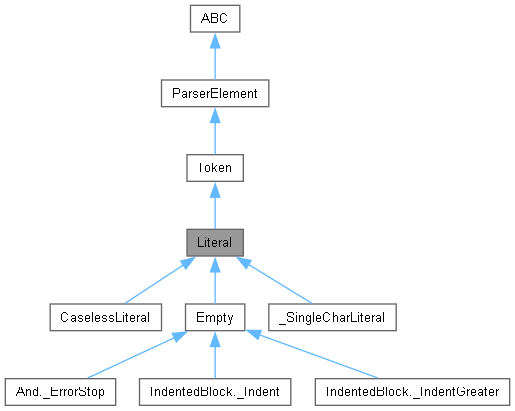 ABC
ParserElement
Token
Literal
CaselessLiteral
Empty
_SingleCharLiteral
And._ErrorStop
IndentedBlock._Indent
IndentedBlock._IndentGreater